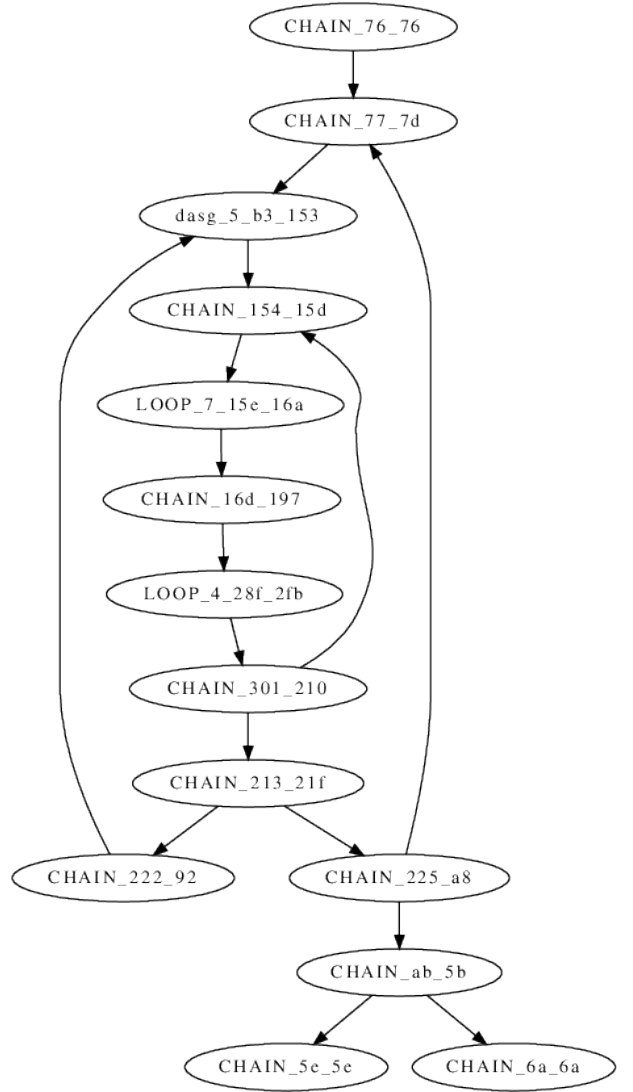 CHAIN_76_76
CHAIN_77_7d
dasg_5_b3_153
CHAIN_154_15d
LOOP_7_15e_16a
CHAIN_16d_197
LOOP_4_28f_2fb
CHAIN_301_210
CHAIN_213_21f
CHAIN_222_92
CHAIN_225_a8
CHAIN_ab_5b
CHAIN_5e_5e
CHAIN_6a_6a